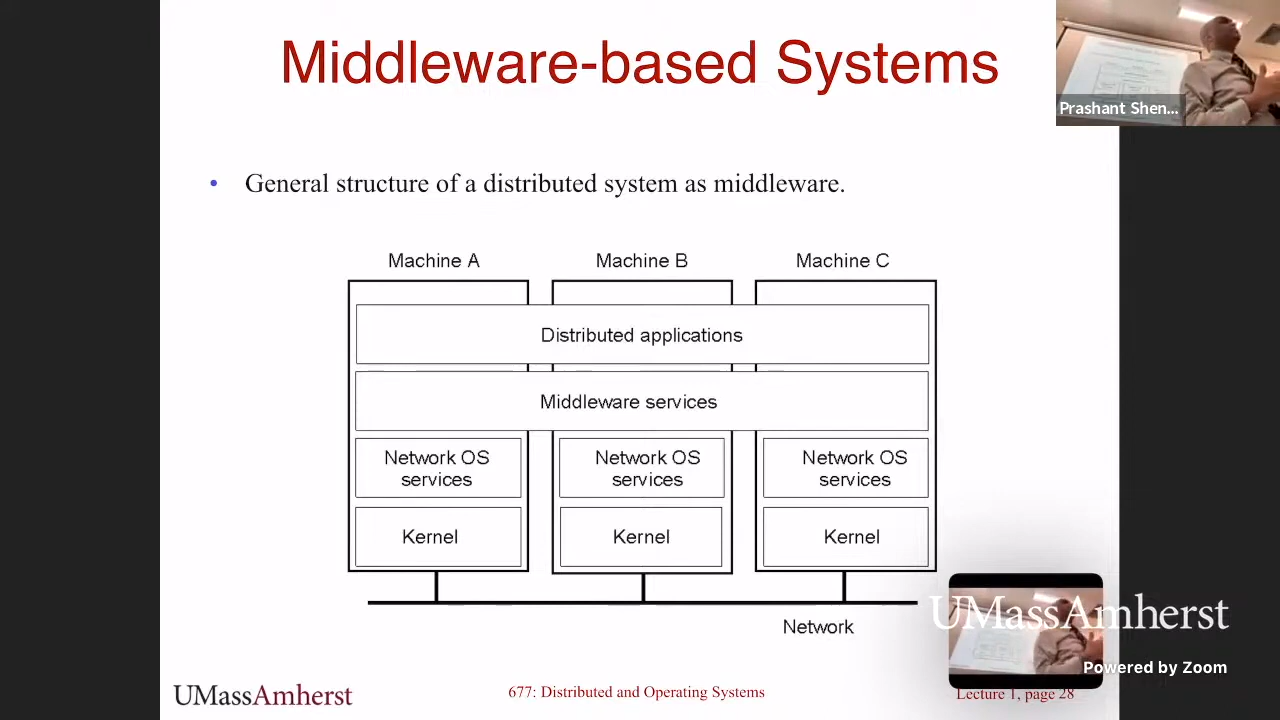 Middleware-based Systems
Prashant Shen...
• General structure of a distributed system as middleware.
Machine A
Machine B
Machine C
Distributed applications
Middleware services
Network OS
services
Network OS
services
Network OS
services
Kernel
Kernel
Kernel
Network
UMassAmherst
Powered by Zoom
UMassAmherst
677: Distributed and Operating Systems
Lecture 1, page 28